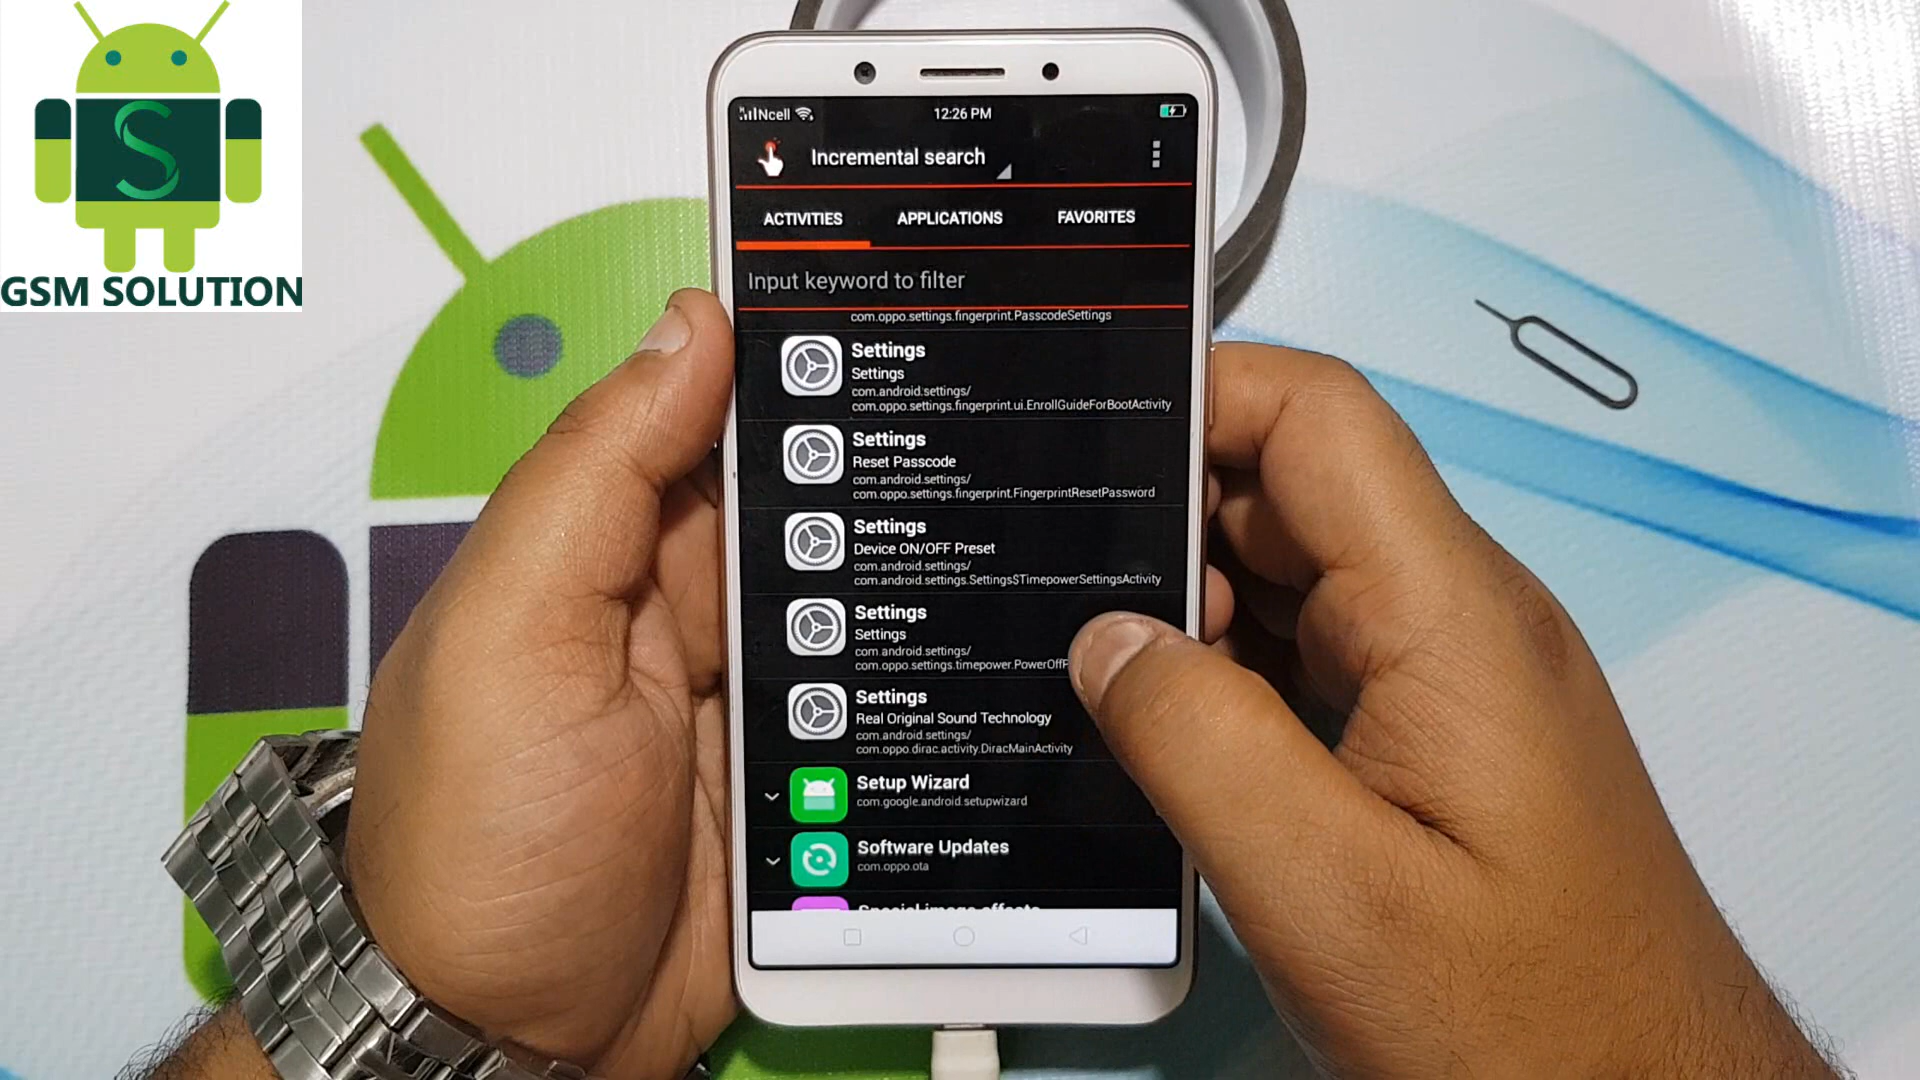 GSM SOLUTION
Ncell
12:26 PM
Incremental search
ACTIVITIES
APPLICATIONS
FAVORITES
Input keyword to filter
com.oppo.settings.fingerprint.PasscodeSettings
Settings
Settings
com.android.settings/
com.oppo.settings.fingerprint.ui.EnrollGuideForBootActivity
Settings
Reset Passcode
com.android.settings/
com.oppo.settings.fingerprint.FingerprintResetPassword
Settings
Device ON/OFF Preset
com.android.settings/
com.android.settings.Settings$TimepowerSettingsActivity
Settings
Settings
com.android.settings/
com.oppo.settings.timepower.PowerOff
Settings
Real Original Sound Technology
com.android.settings/
com.oppo.dirac.activity.DiracMainActivity
Setup Wizard
com.google.android.setupwizard
Software Updates
com.oppo.ota
Special image effects